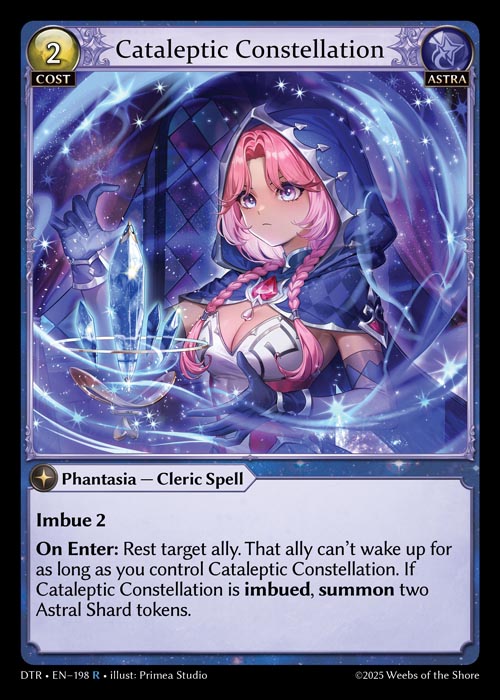 2 Cataleptic Constellation
COST ASTRA
Phantasia — Cleric Spell
Imbue 2
On Enter: Rest target ally. That ally can't wake up for
as long as you control Cataleptic Constellation. If
Cataleptic Constellation is imbued, summon two
Astral Shard tokens.
DTR • EN–198 R • illust: Primea Studio ©2025 Weebs of the Shore